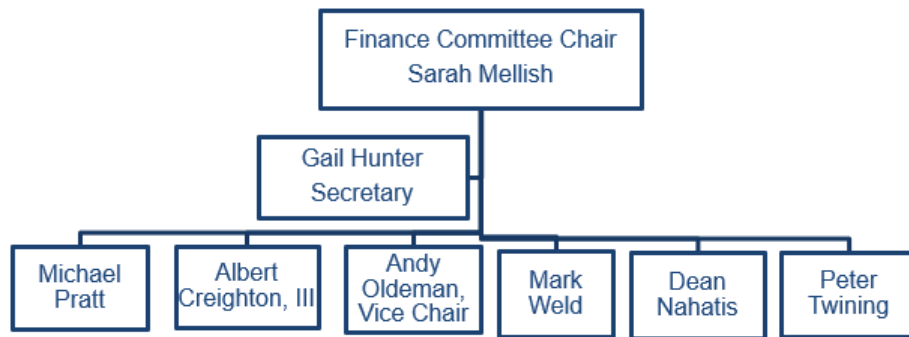 Finance Committee Chair
Sarah Mellish
Gail Hunter
Secretary
Michael
Pratt
Albert
Creighton, III
Andy
Oldeman,
Vice Chair
Mark
Weld
Dean
Nahatis
Peter
Twining